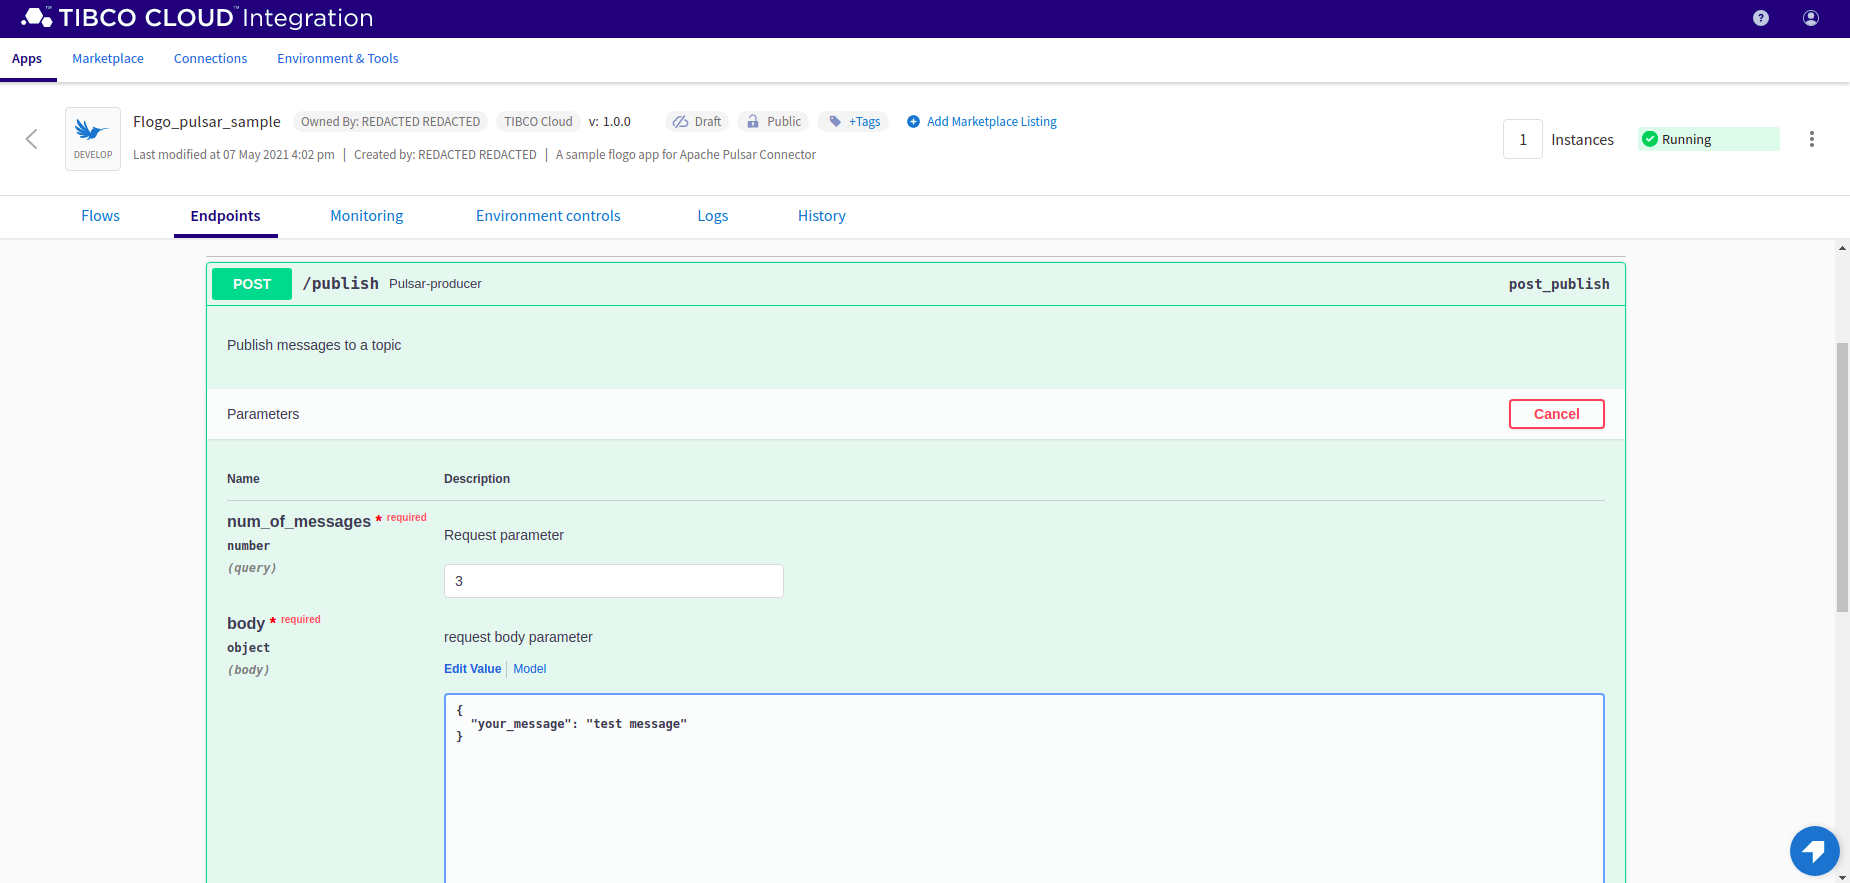 TIBCO CLOUD™ Integration
?
Apps Marketplace Connections Environment & Tools
Flogo_pulsar_sample Owned By: REDACTED REDACTED TIBCO Cloud v: 1.0.0 Draft Public +Tags Add Marketplace Listing
DEVELOP
Last modified at 07 May 2021 4:02 pm | Created by: REDACTED REDACTED | A sample flogo app for Apache Pulsar Connector
1 Instances Running
Flows Endpoints Monitoring Environment controls Logs History
POST /publish Pulsar-producer post_publish
Publish messages to a topic
Parameters Cancel
Name Description
num_of_messages * required
number
(query)
Request parameter
3
body * required
object
(body)
request body parameter
Edit Value | Model
{
"your_message": "test message"
}